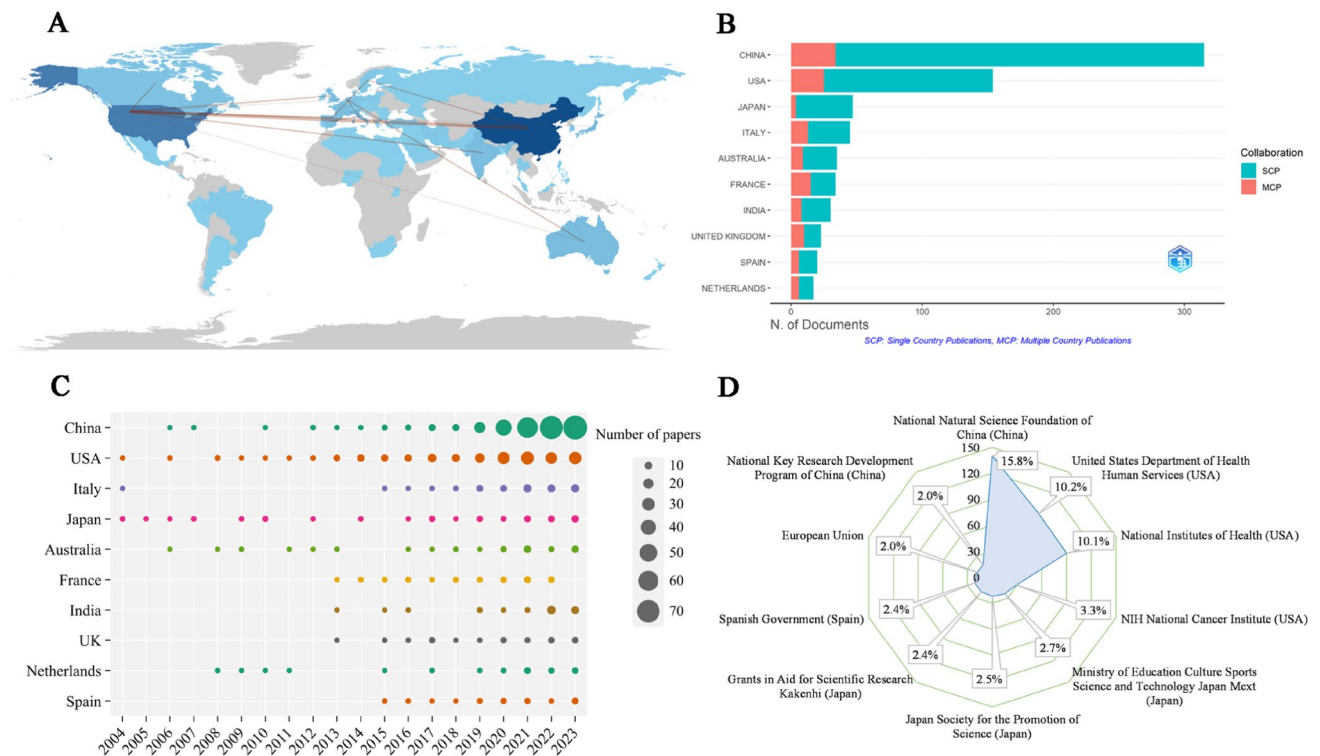 A
B
CHINA
USA
JAPAN
ITALY
AUSTRALIA
FRANCE
INDIA
UNITED KINGDOM
SPAIN
NETHERLANDS
0
100
200
300
N. of Documents
SCP: Single Country Publications, MCP: Multiple Country Publications
Collaboration
SCP
MCP
C
China
USA
Italy
Japan
Australia
France
India
UK
Netherlands
Spain
2004
2005
2006
2007
2008
2009
2010
2011
2012
2013
2014
2015
2016
2017
2018
2019
2020
2021
2022
2023
Number of papers
10
20
30
40
50
60
70
D
National Natural Science Foundation of
China (China)
150
120
90
60
30
0
15.8%
United States Department of Health
Human Services (USA)
10.2%
National Institutes of Health (USA)
10.1%
NIH National Cancer Institute (USA)
3.3%
Ministry of Education Culture Sports
Science and Technology Japan Mext
(Japan)
2.7%
Japan Society for the Promotion of
Science (Japan)
2.5%
Grants in Aid for Scientific Research
Kakenhi (Japan)
2.4%
Spanish Government (Spain)
2.4%
European Union
2.0%
National Key Research Development
Program of China (China)
2.0%